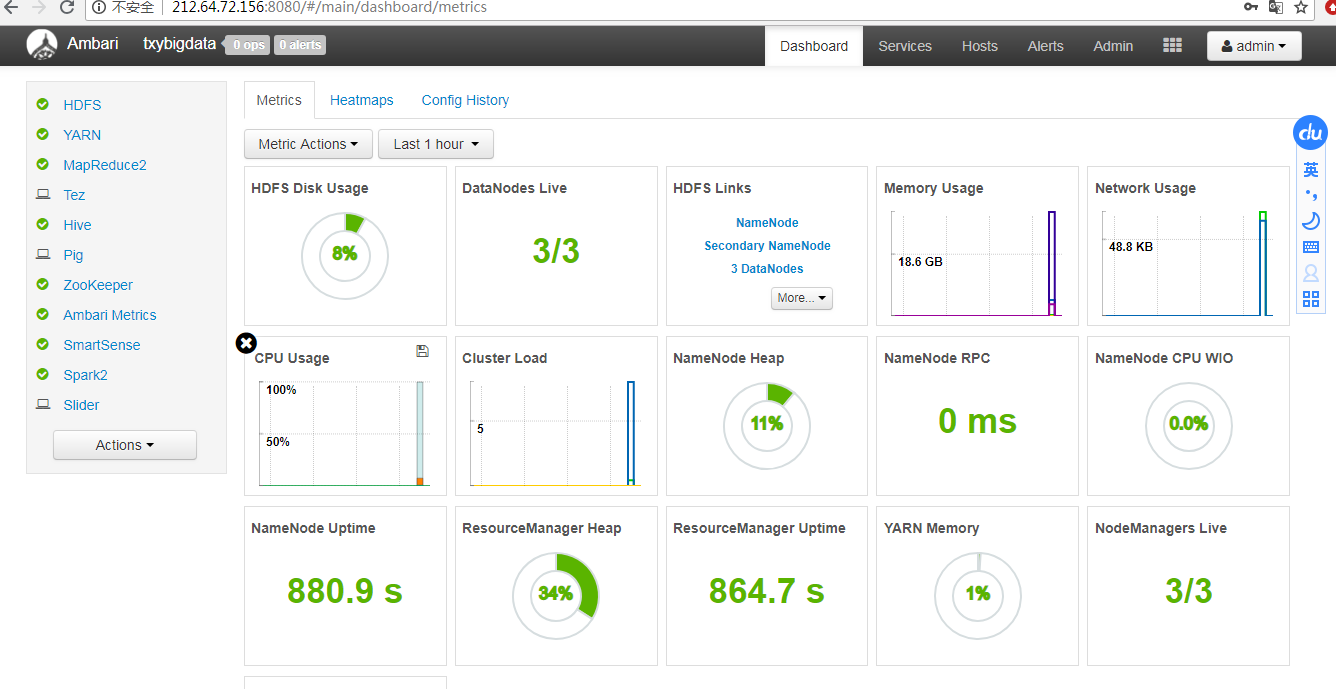 不安全 212.64.72.156:8080/#/main/dashboard/metrics
Ambari txybigdata 0 ops 0 alerts Dashboard Services Hosts Alerts Admin admin
HDFS
YARN
MapReduce2
Tez
Hive
Pig
ZooKeeper
Ambari Metrics
SmartSense
Spark2
Slider
Actions
Metrics Heatmaps Config History
Metric Actions Last 1 hour
HDFS Disk Usage
8%
DataNodes Live
3/3
HDFS Links
NameNode
Secondary NameNode
3 DataNodes
More...
Memory Usage
18.6 GB
Network Usage
48.8 KB
CPU Usage
100%
50%
Cluster Load
5
NameNode Heap
11%
NameNode RPC
0 ms
NameNode CPU WIO
0.0%
NameNode Uptime
880.9 s
ResourceManager Heap
34%
ResourceManager Uptime
864.7 s
YARN Memory
1%
NodeManagers Live
3/3
du
英